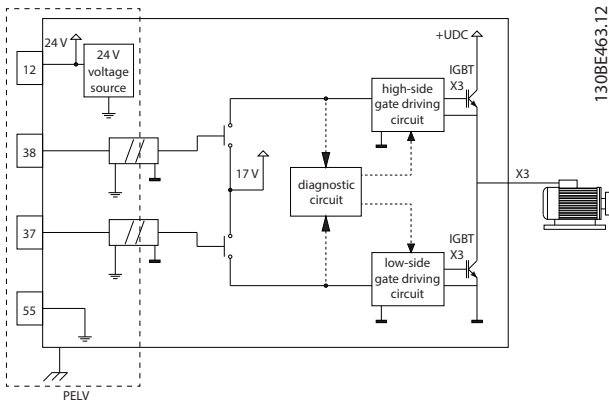 130BE463.12
12
24 V
24 V
voltage
source
38
37
55
PELV
17 V
diagnostic
circuit
high-side
gate driving
circuit
low-side
gate driving
circuit
+UDC
IGBT
X3
X3
IGBT
X3